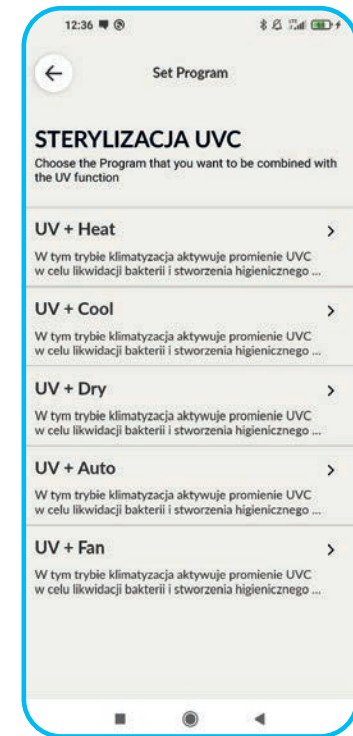 12:36
Set Program
STERYLIZACJA UVC
Choose the Program that you want to be combined with
the UV function
UV + Heat
W tym trybie klimatyzacja aktywuje promienie UVC
w celu likwidacji bakterii i stworzenia higienicznego ...
UV + Cool
W tym trybie klimatyzacja aktywuje promienie UVC
w celu likwidacji bakterii i stworzenia higienicznego ...
UV + Dry
W tym trybie klimatyzacja aktywuje promienie UVC
w celu likwidacji bakterii i stworzenia higienicznego ...
UV + Auto
W tym trybie klimatyzacja aktywuje promienie UVC
w celu likwidacji bakterii i stworzenia higienicznego ...
UV + Fan
W tym trybie klimatyzacja aktywuje promienie UVC
w celu likwidacji bakterii i stworzenia higienicznego ...